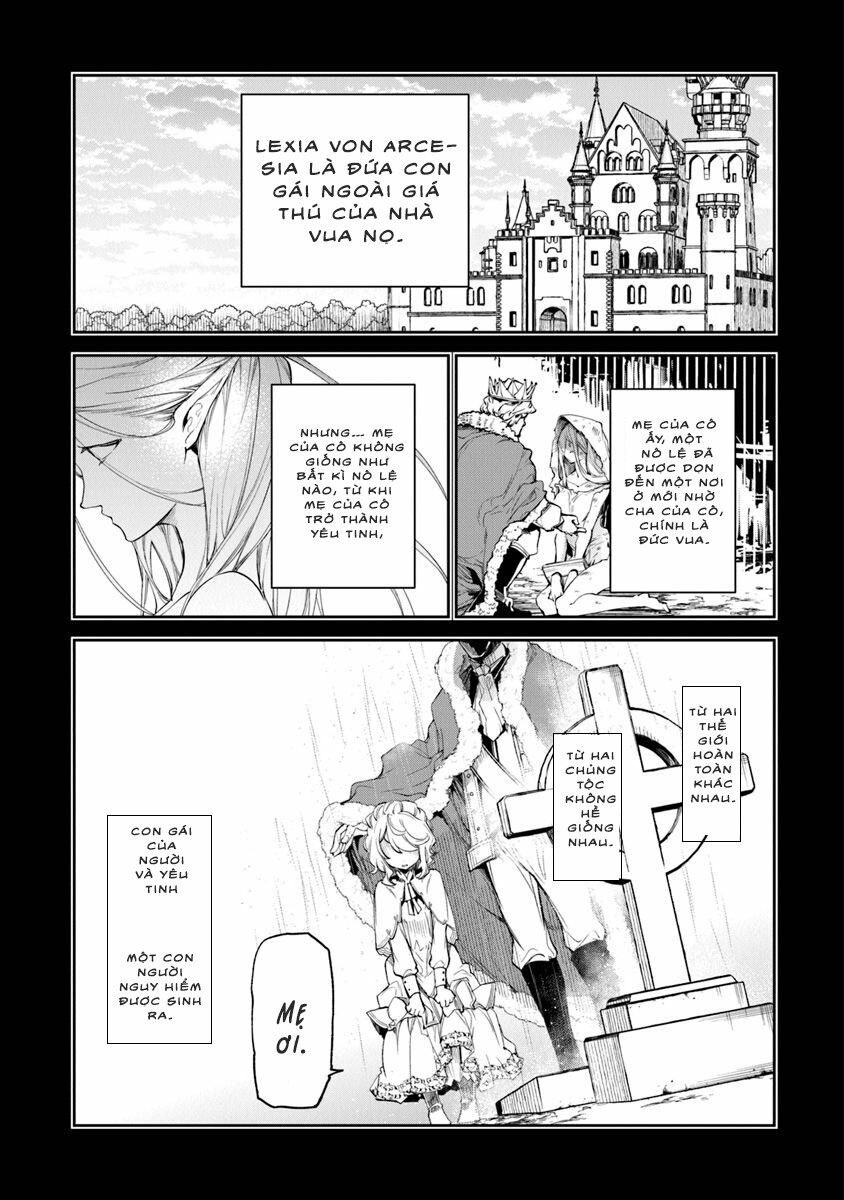 LEXIA VON ARCE-
SIA LÀ ĐỨA CON
GÁI NGOÀI GIÁ
THÚ CỦA NHÀ
VUA NỌ.
MẸ CỦA CÔ
ẤY, MỘT
NÔ LỆ ĐÃ
ĐƯỢC DỌN
ĐẾN MỘT NƠI
Ở MỚI NHỜ
CHA CỦA CÔ,
CHÍNH LÀ
ĐỨC VUA.
NHƯNG... MẸ
CỦA CÔ KHÔNG
GIỐNG NHƯ
BẤT KÌ NÔ LỆ
NÀO, TỪ KHI
MẸ CỦA CÔ
TRỞ THÀNH
YÊU TINH,
TỪ HAI
THẾ
GIỚI
HOÀN
TOÀN
KHÁC
NHAU.
TỪ HAI
CHỦNG
TỘC
KHÔNG
HỀ
GIỐNG
NHAU.
CON GÁI
CỦA
NGƯỜI
VÀ YÊU
TINH
MỘT CON
NGƯỜI
NGUY HIỂM
ĐƯỢC SINH
RA.
MẸ
ƠI.